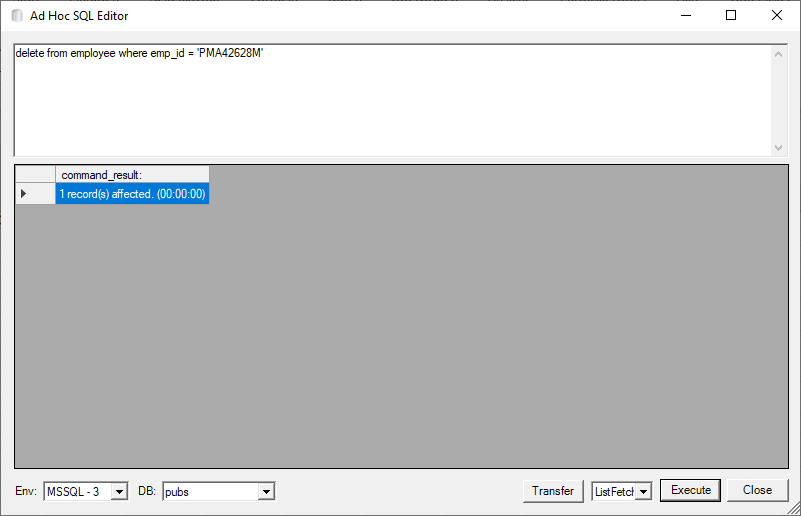 Ad Hoc SQL Editor
delete from employee where emp_id = 'PMA42628M'
command_result:
1 record(s) affected. (00:00:00)
Env: MSSQL - 3 DB: pubs Transfer ListFetch Execute Close